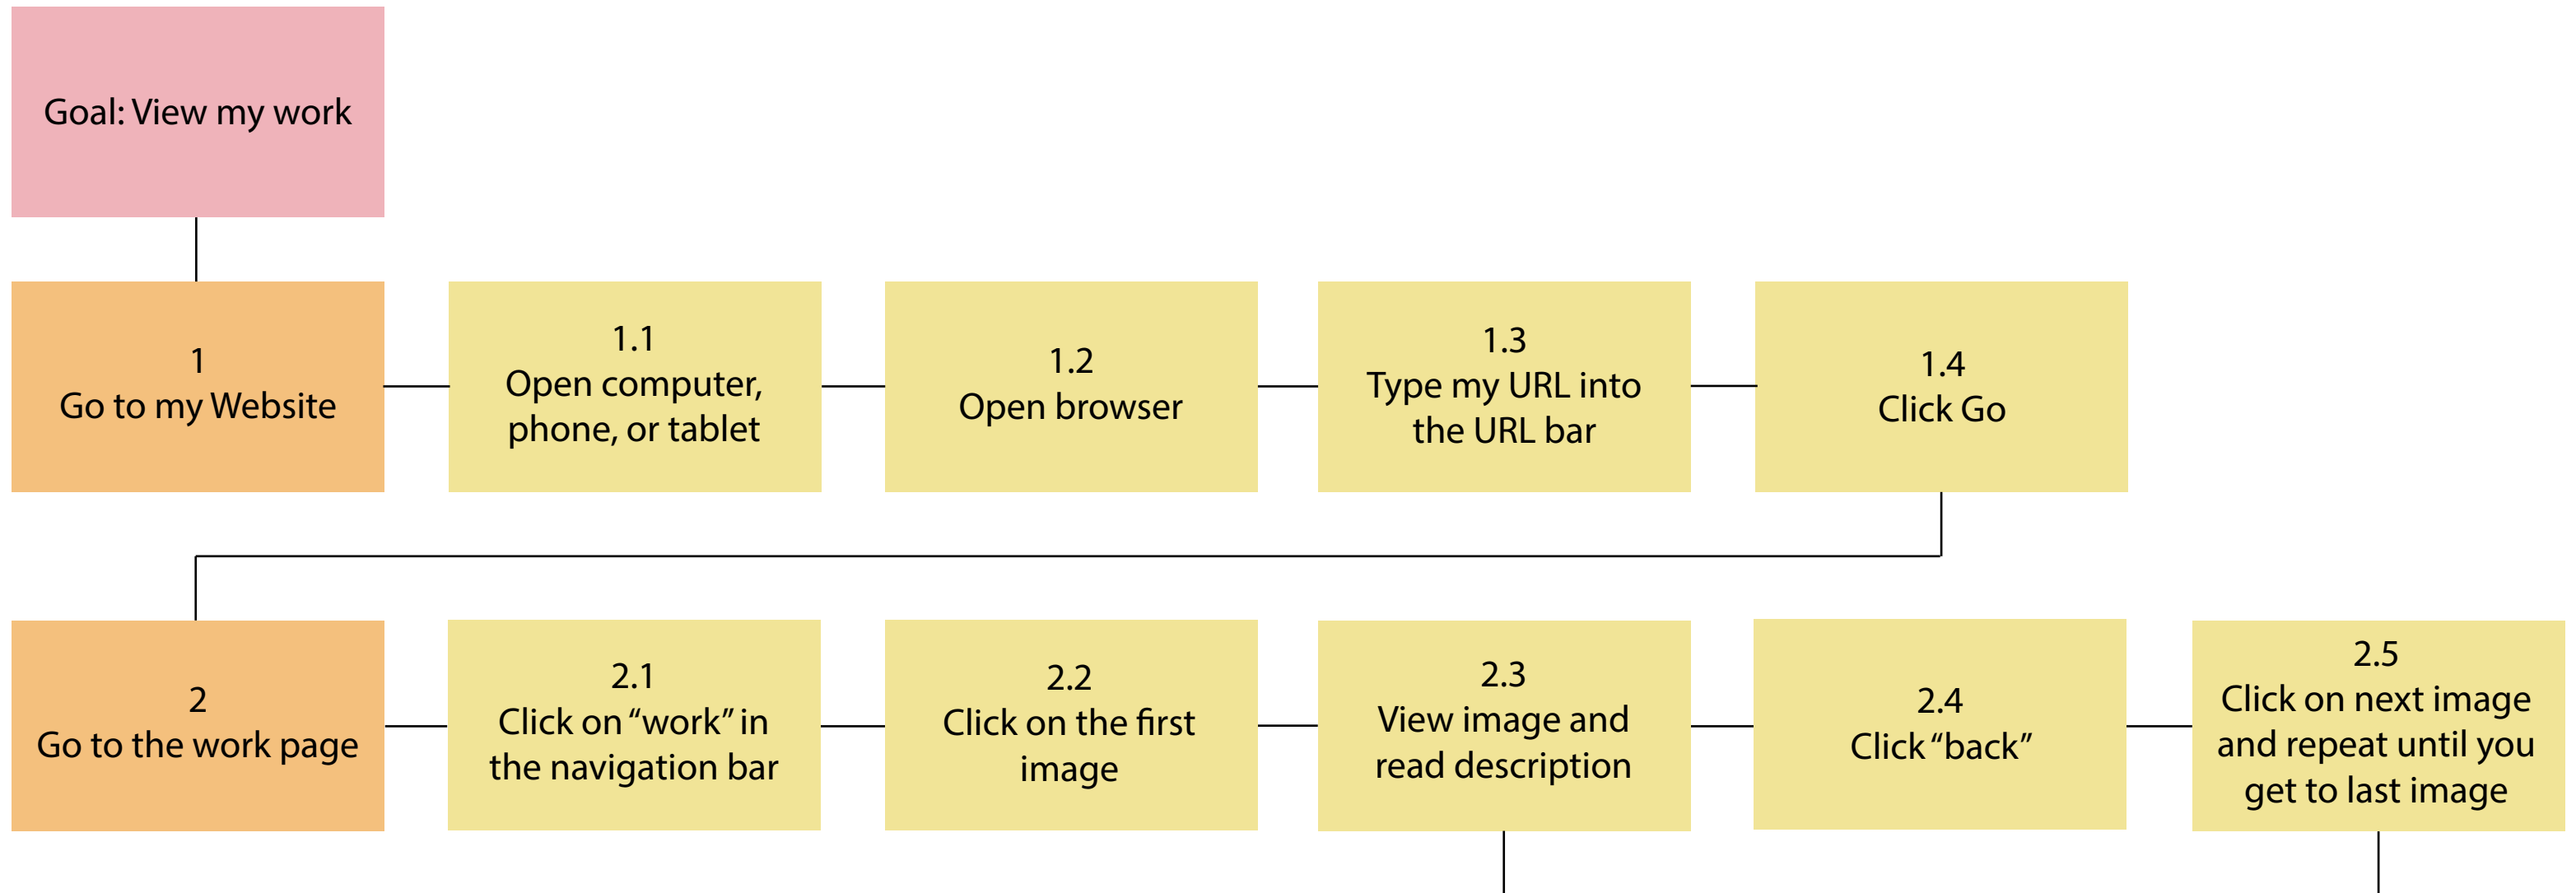 Goal: View my work
1
Go to my Website
1.1
Open computer,
phone, or tablet
1.2
Open browser
1.3
Type my URL into
the URL bar
1.4
Click Go
2
Go to the work page
2.1
Click on “work” in
the navigation bar
2.2
Click on the first
image
2.3
View image and
read description
2.4
Click “back”
2.5
Click on next image
and repeat until you
get to last image